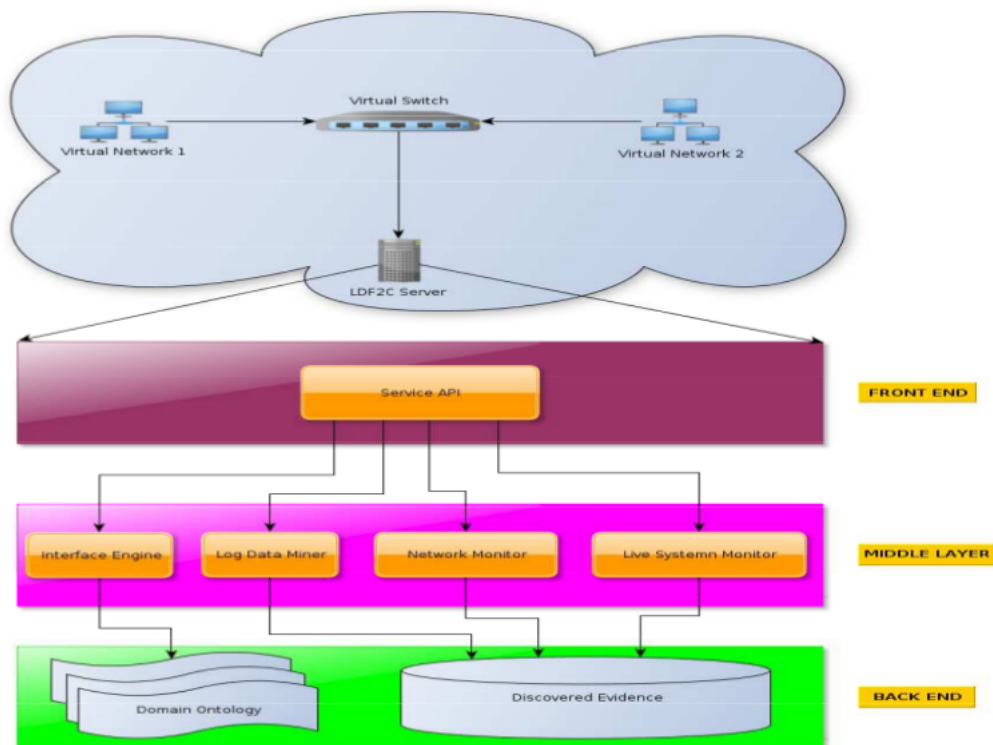 Virtual Switch
Virtual Network 1
Virtual Network 2
LDF2C Server
Service API
FRONT END
Interface Engine
Log Data Miner
Network Monitor
Live Systemn Monitor
MIDDLE LAYER
Domain Ontology
Discovered Evidence
BACK END